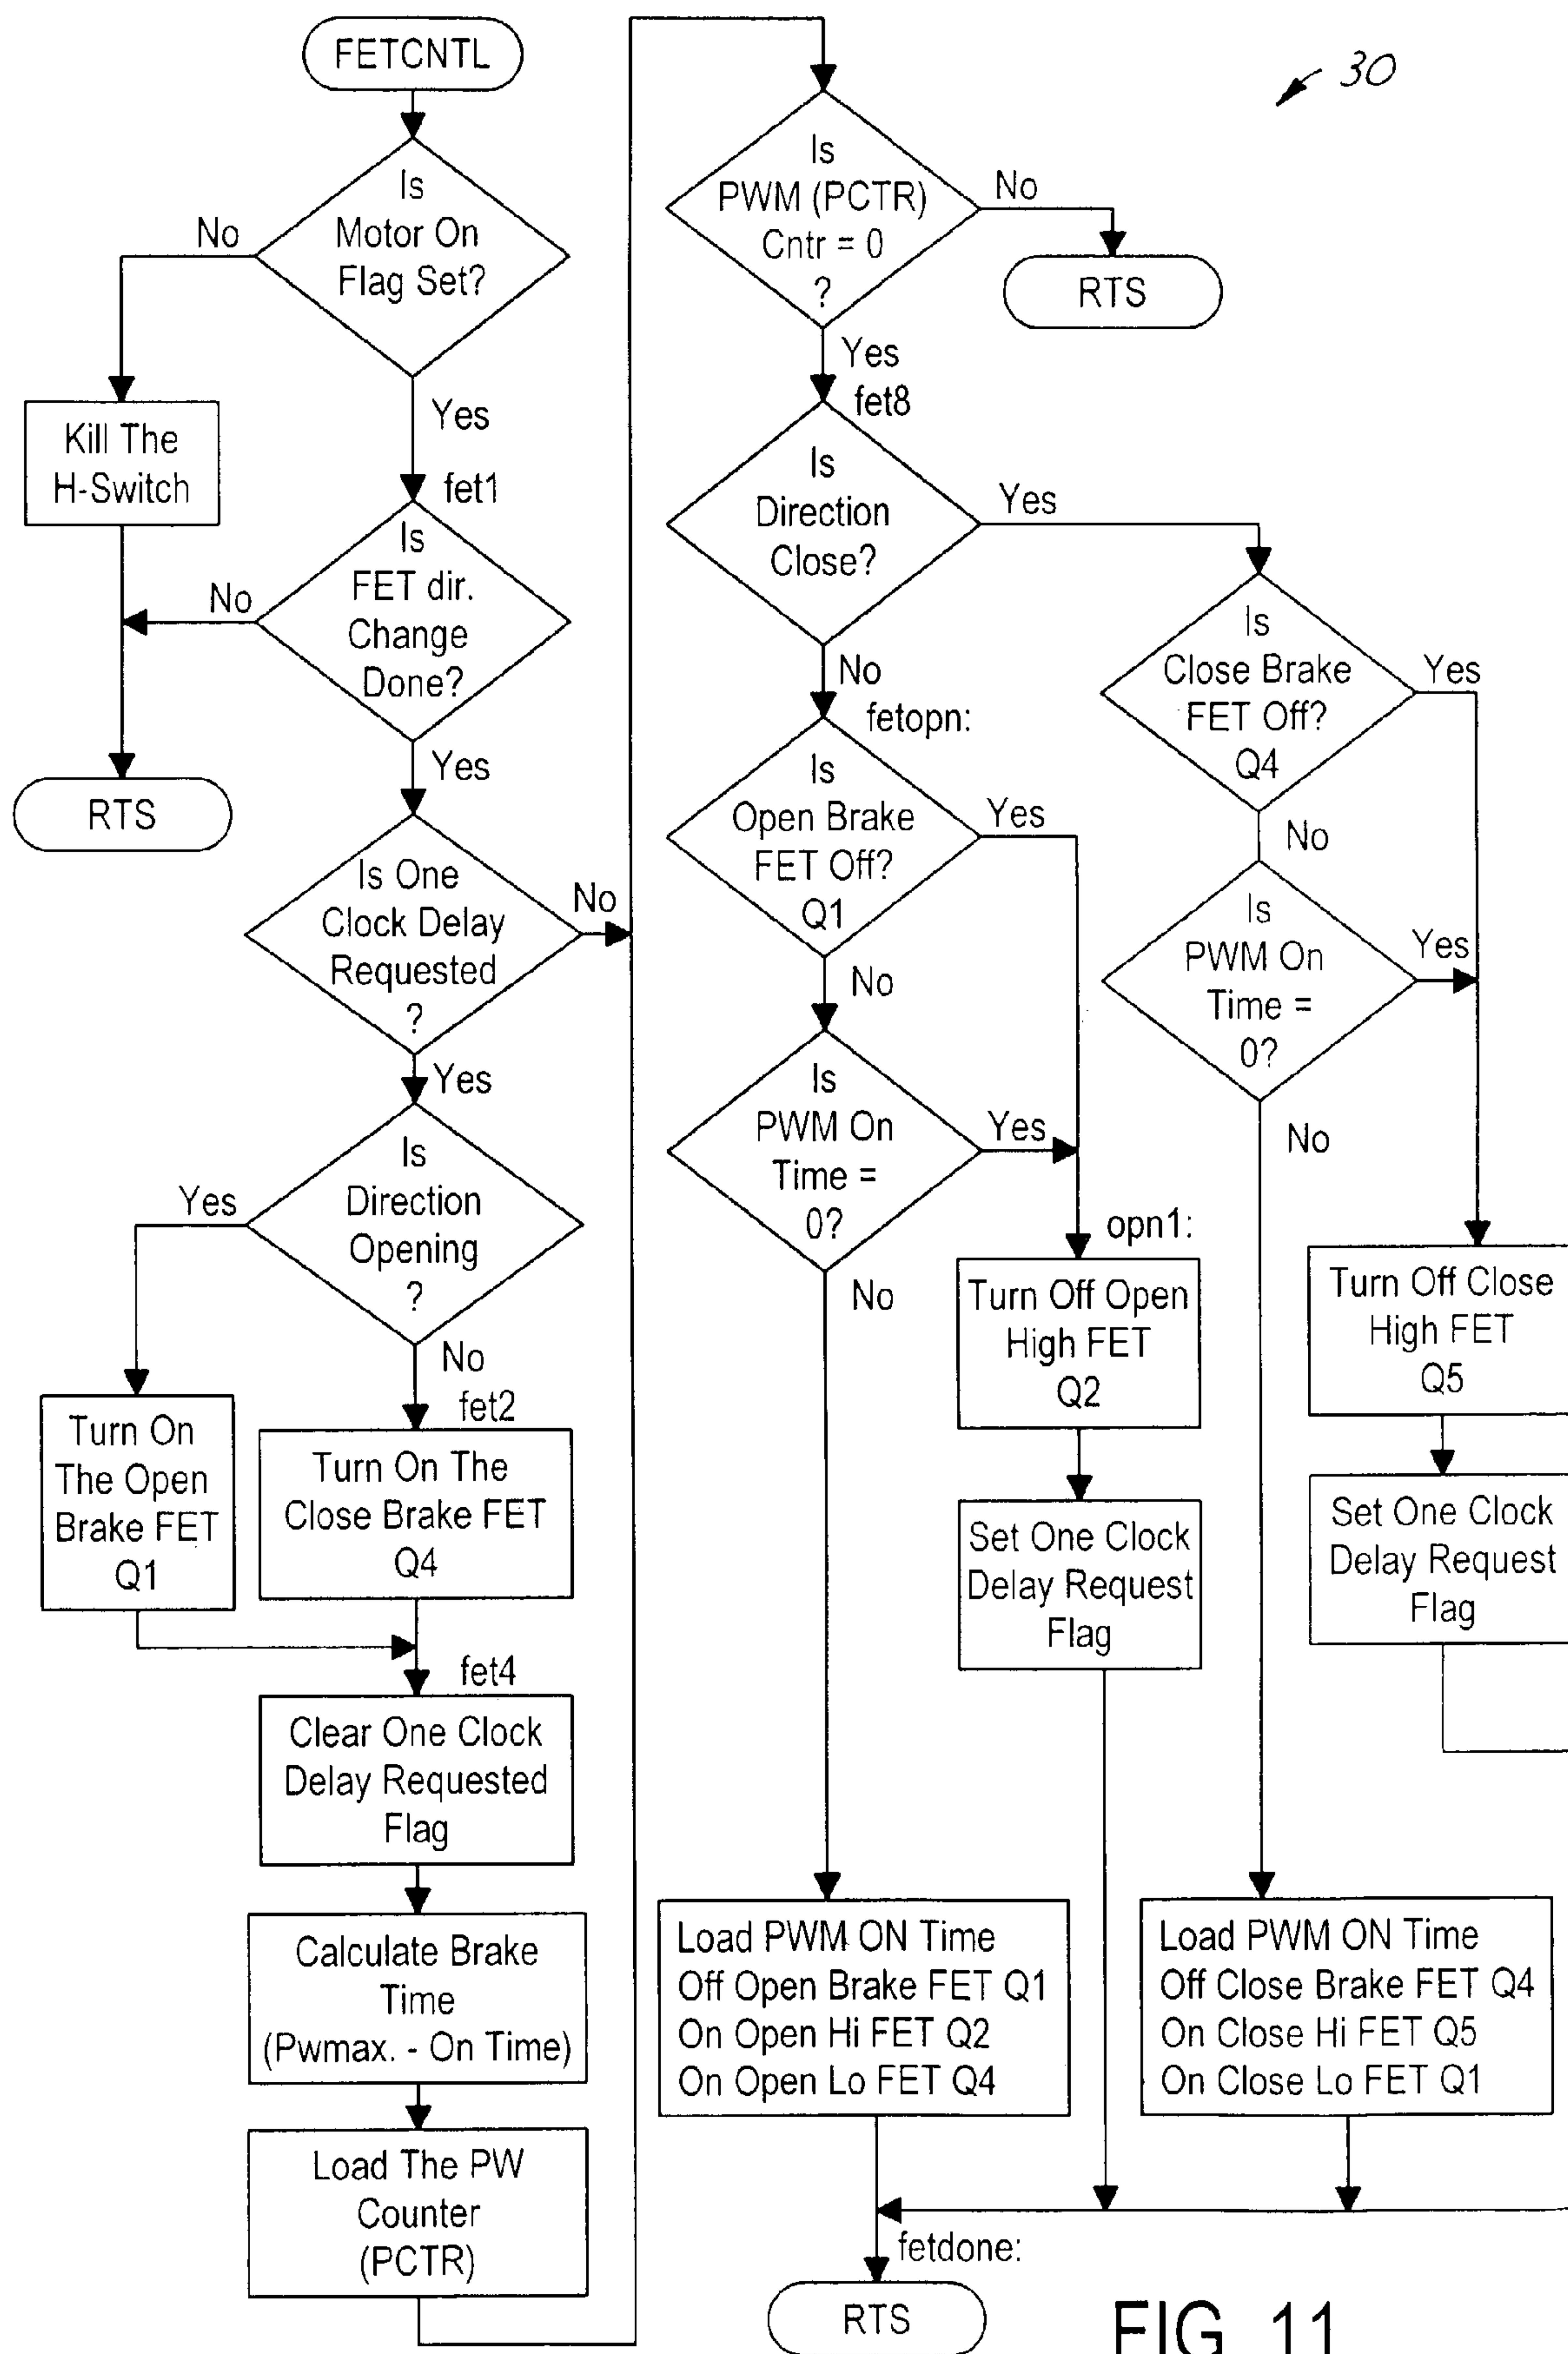 FETCNTL
Is
Motor On
Flag Set?
No
Yes
Kill The
H-Switch
fet1
Is
FET dir.
Change
Done?
No
Yes
RTS
Is One
Clock Delay
Requested
?
No
Yes
Is
Direction
Opening
?
Yes
No
Turn On
The Open
Brake FET
Q1
fet2
Turn On The
Close Brake FET
Q4
fet4
Clear One Clock
Delay Requested
Flag
Calculate Brake
Time
(Pwmax. - On Time)
Load The PW
Counter
(PCTR)
30
Is
PWM (PCTR)
Cntr = 0
?
No
RTS
Yes
fet8
Is
Direction
Close?
Yes
No
fetopn:
Is
Open Brake
FET Off?
Q1
Yes
No
Is
PWM On
Time =
0?
Yes
No
opn1:
Turn Off Open
High FET
Q2
Set One Clock
Delay Request
Flag
Load PWM ON Time
Off Open Brake FET Q1
On Open Hi FET Q2
On Open Lo FET Q4
Is
Close Brake
FET Off?
Q4
Yes
No
Is
PWM On
Time =
0?
Yes
No
Turn Off Close
High FET
Q5
Set One Clock
Delay Request
Flag
Load PWM ON Time
Off Close Brake FET Q4
On Close Hi FET Q5
On Close Lo FET Q1
fetdone:
RTS
FIG. 11